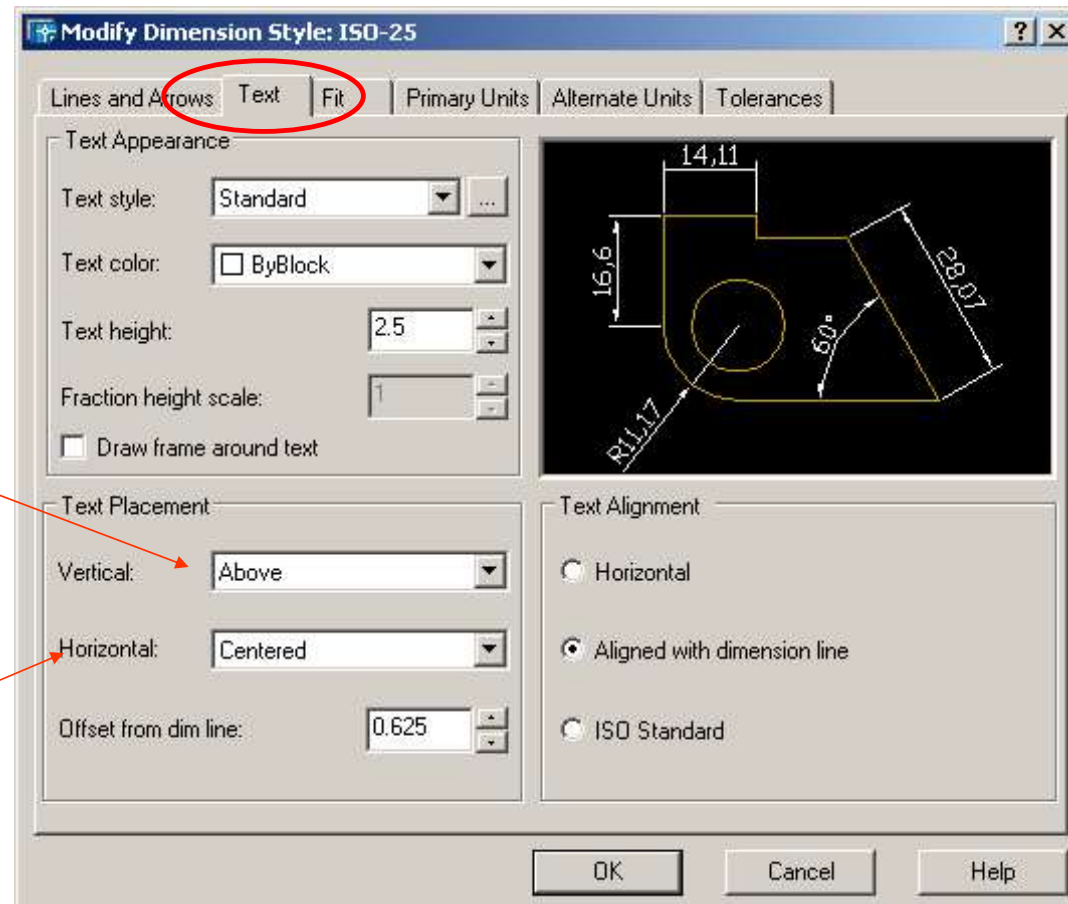 Modify Dimension Style: ISO-25
Lines and Arrows Text Fit Primary Units Alternate Units Tolerances
Text Appearance
Text style: Standard ...
Text color: ByBlock
Text height: 2.5
Fraction height scale: 1
Draw frame around text
14,11
16,6
28,07
60°
R11,17
Text Placement
Vertical: Above
Horizontal: Centered
Offset from dim line: 0.625
Text Alignment
Horizontal
Aligned with dimension line
ISO Standard
OK Cancel Help